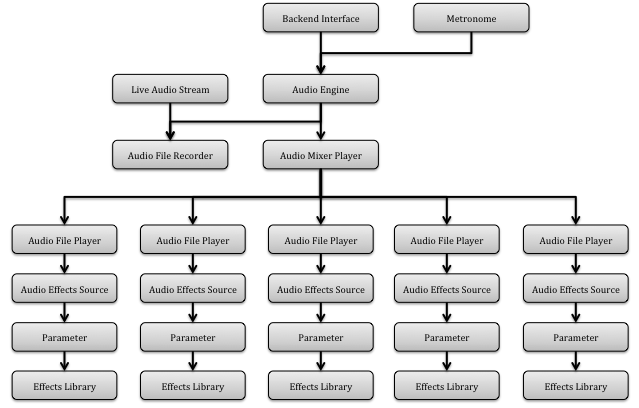 Backend Interface
Metronome
Live Audio Stream
Audio Engine
Audio File Recorder
Audio Mixer Player
Audio File Player
Audio File Player
Audio File Player
Audio File Player
Audio File Player
Audio Effects Source
Audio Effects Source
Audio Effects Source
Audio Effects Source
Audio Effects Source
Parameter
Parameter
Parameter
Parameter
Parameter
Effects Library
Effects Library
Effects Library
Effects Library
Effects Library